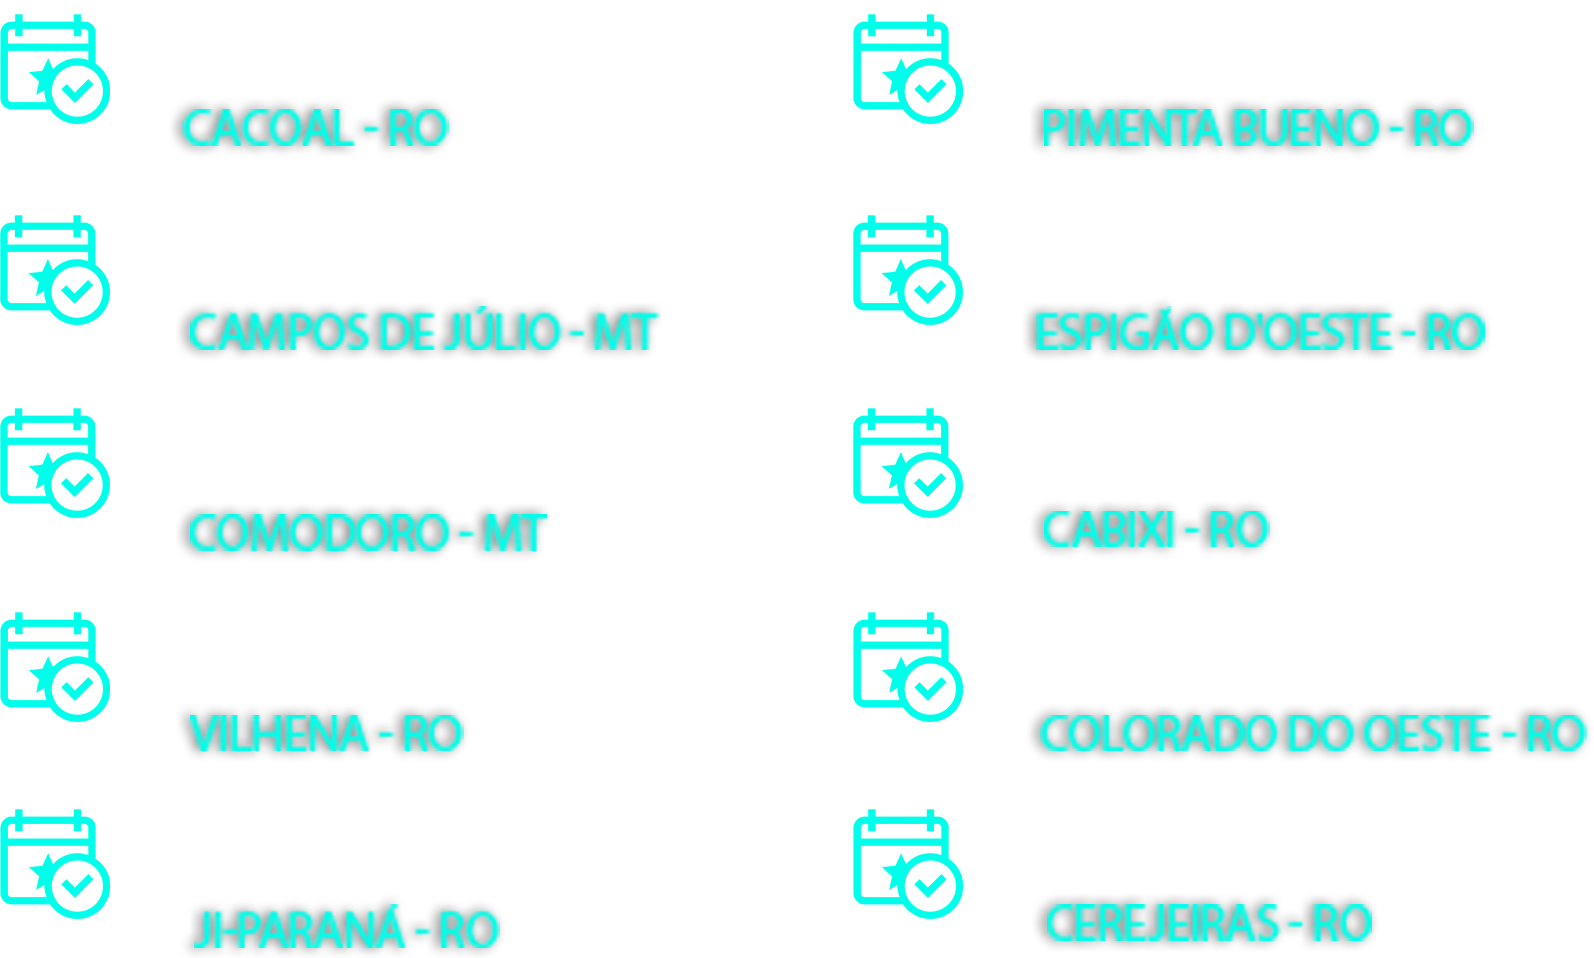 CACOAL - RO
PIMENTA BUENO - RO
CAMPOS DE JÚLIO - MT
ESPIGÃO D'OESTE - RO
COMODORO - MT
CABIXI - RO
VILHENA - RO
COLORADO DO OESTE - RO
JI-PARANÁ - RO
CEREJEIRAS - RO